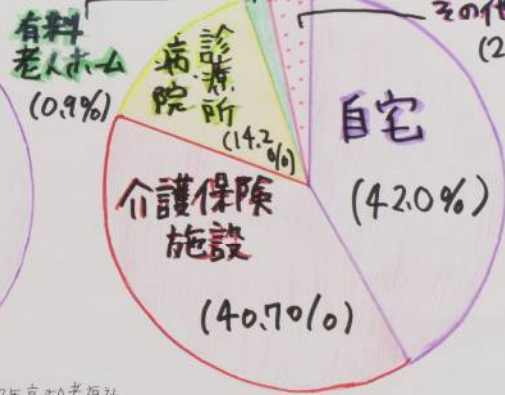 有料
老人ホーム
(0.9%)
その他
(2
診療所
病院
(14.2%)
自宅
(42.0%)
介護保険
施設
(40.7%)